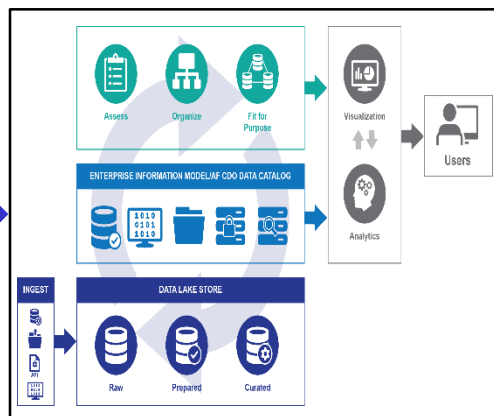 Assess
Organize
Fit for
Purpose
Visualization
Analytics
Users
ENTERPRISE INFORMATION MODEL/AF CDO DATA CATALOG
1010
0101
1010
INGEST
API
DATA LAKE STORE
Raw
Prepared
Curated